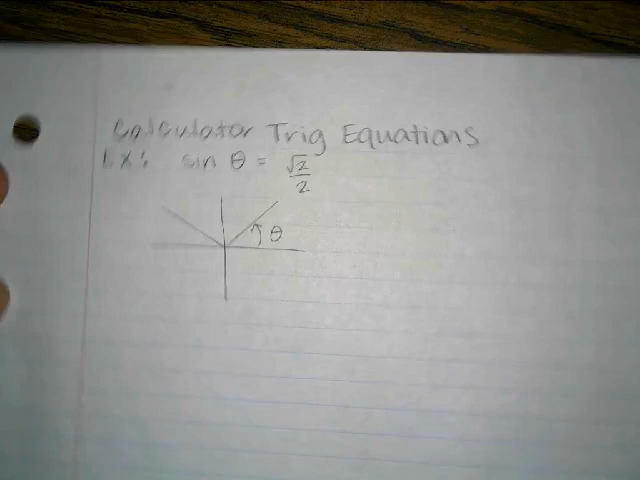 Calculator Trig Equations
Ex: sin θ = √2/2
θ